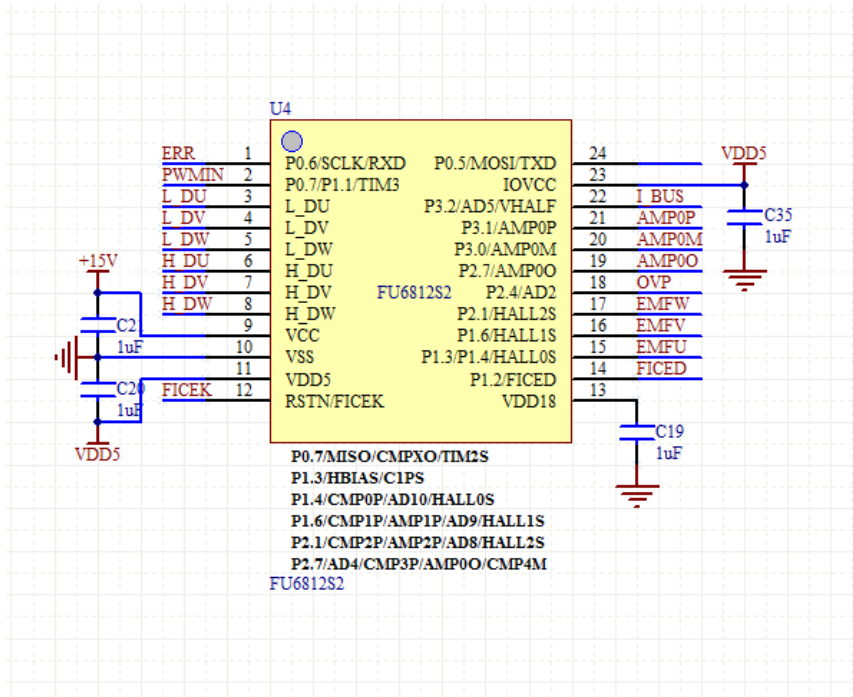 U4
ERR 1 P0.6/SCLK/RXD P0.5/MOSI/TXD 24
PWMIN 2 P0.7/P1.1/TIM3 IOVCC 23 VDD5
L_DU 3 L_DU P3.2/AD5/VHALF 22 I_BUS
L_DV 4 L_DV P3.1/AMP0P 21 AMP0P
L_DW 5 L_DW P3.0/AMP0M 20 AMP0M
H_DU 6 H_DU P2.7/AMP0O 19 AMP0O
H_DV 7 H_DV FU6812S2 P2.4/AD2 18 OVP
H_DW 8 H_DW P2.1/HALL2S 17 EMFW
9 VCC P1.6/HALL1S 16 EMFV
10 VSS P1.3/P1.4/HALL0S 15 EMFU
11 VDD5 P1.2/FICED 14 FICED
FICEK 12 RSTN/FICEK VDD18 13
+15V
C21
1uF
C20
1uF
VDD5
C35
1uF
C19
1uF
P0.7/MISO/CMPXO/TIM2S
P1.3/HBIAS/C1PS
P1.4/CMP0P/AD10/HALL0S
P1.6/CMP1P/AMP1P/AD9/HALL1S
P2.1/CMP2P/AMP2P/AD8/HALL2S
P2.7/AD4/CMP3P/AMP0O/CMP4M
FU6812S2